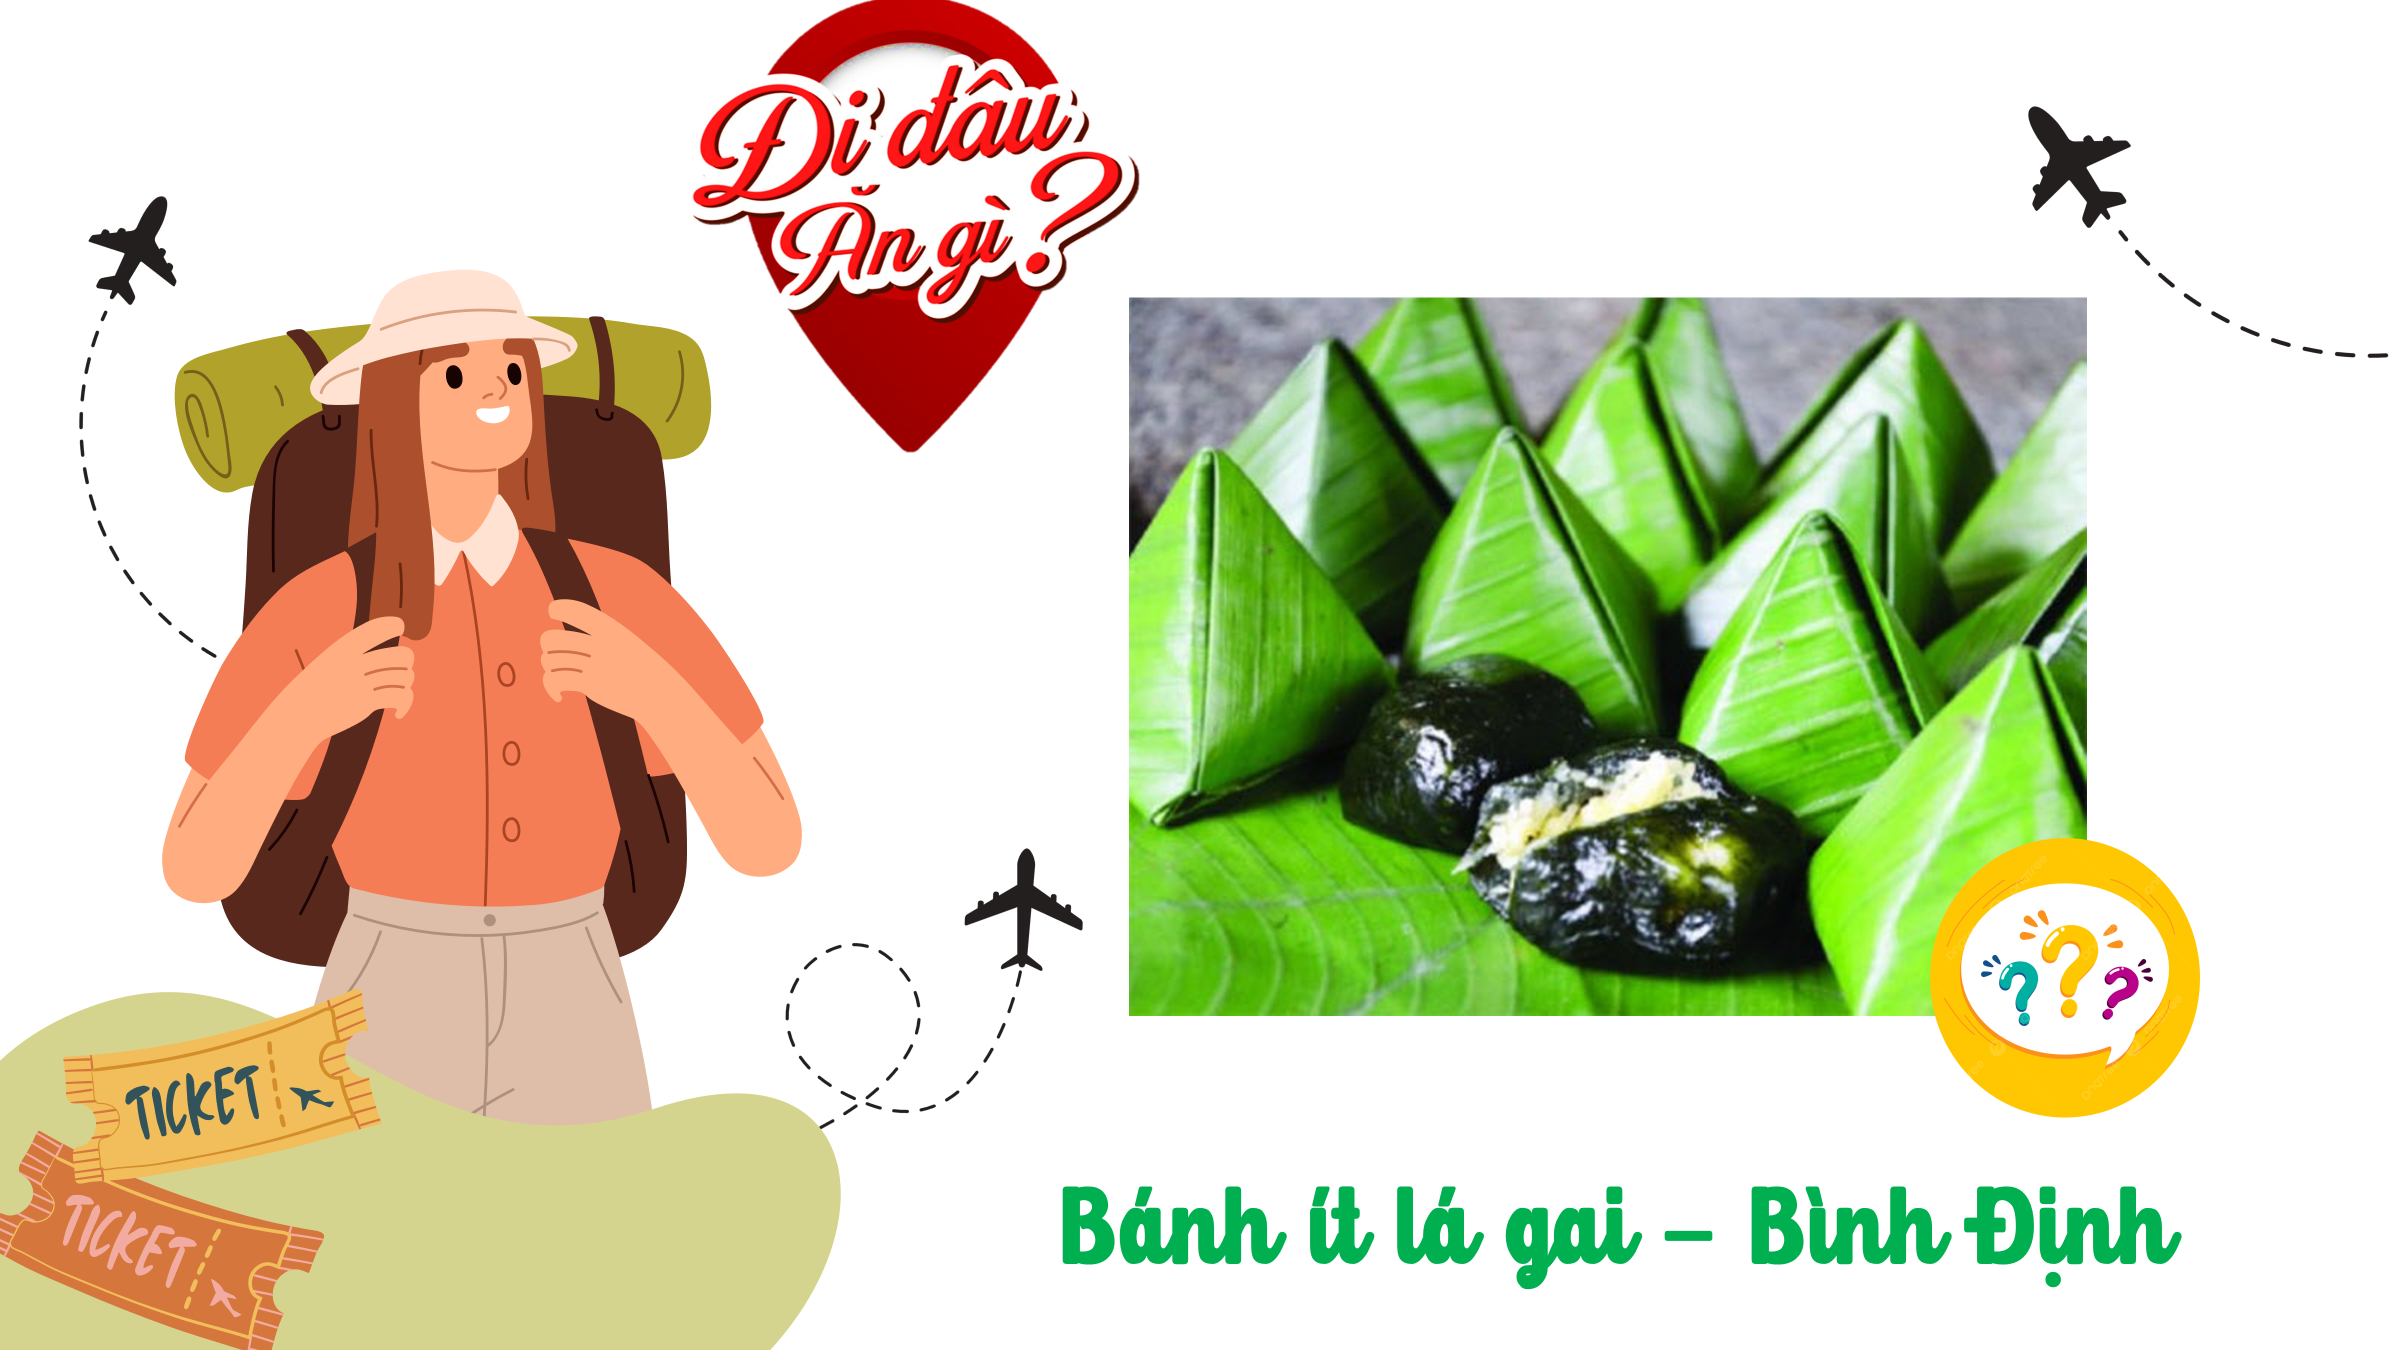 Đi đâu
Ăn gì?
TICKET
TICKET
Bánh ít lá gai – Bình Định